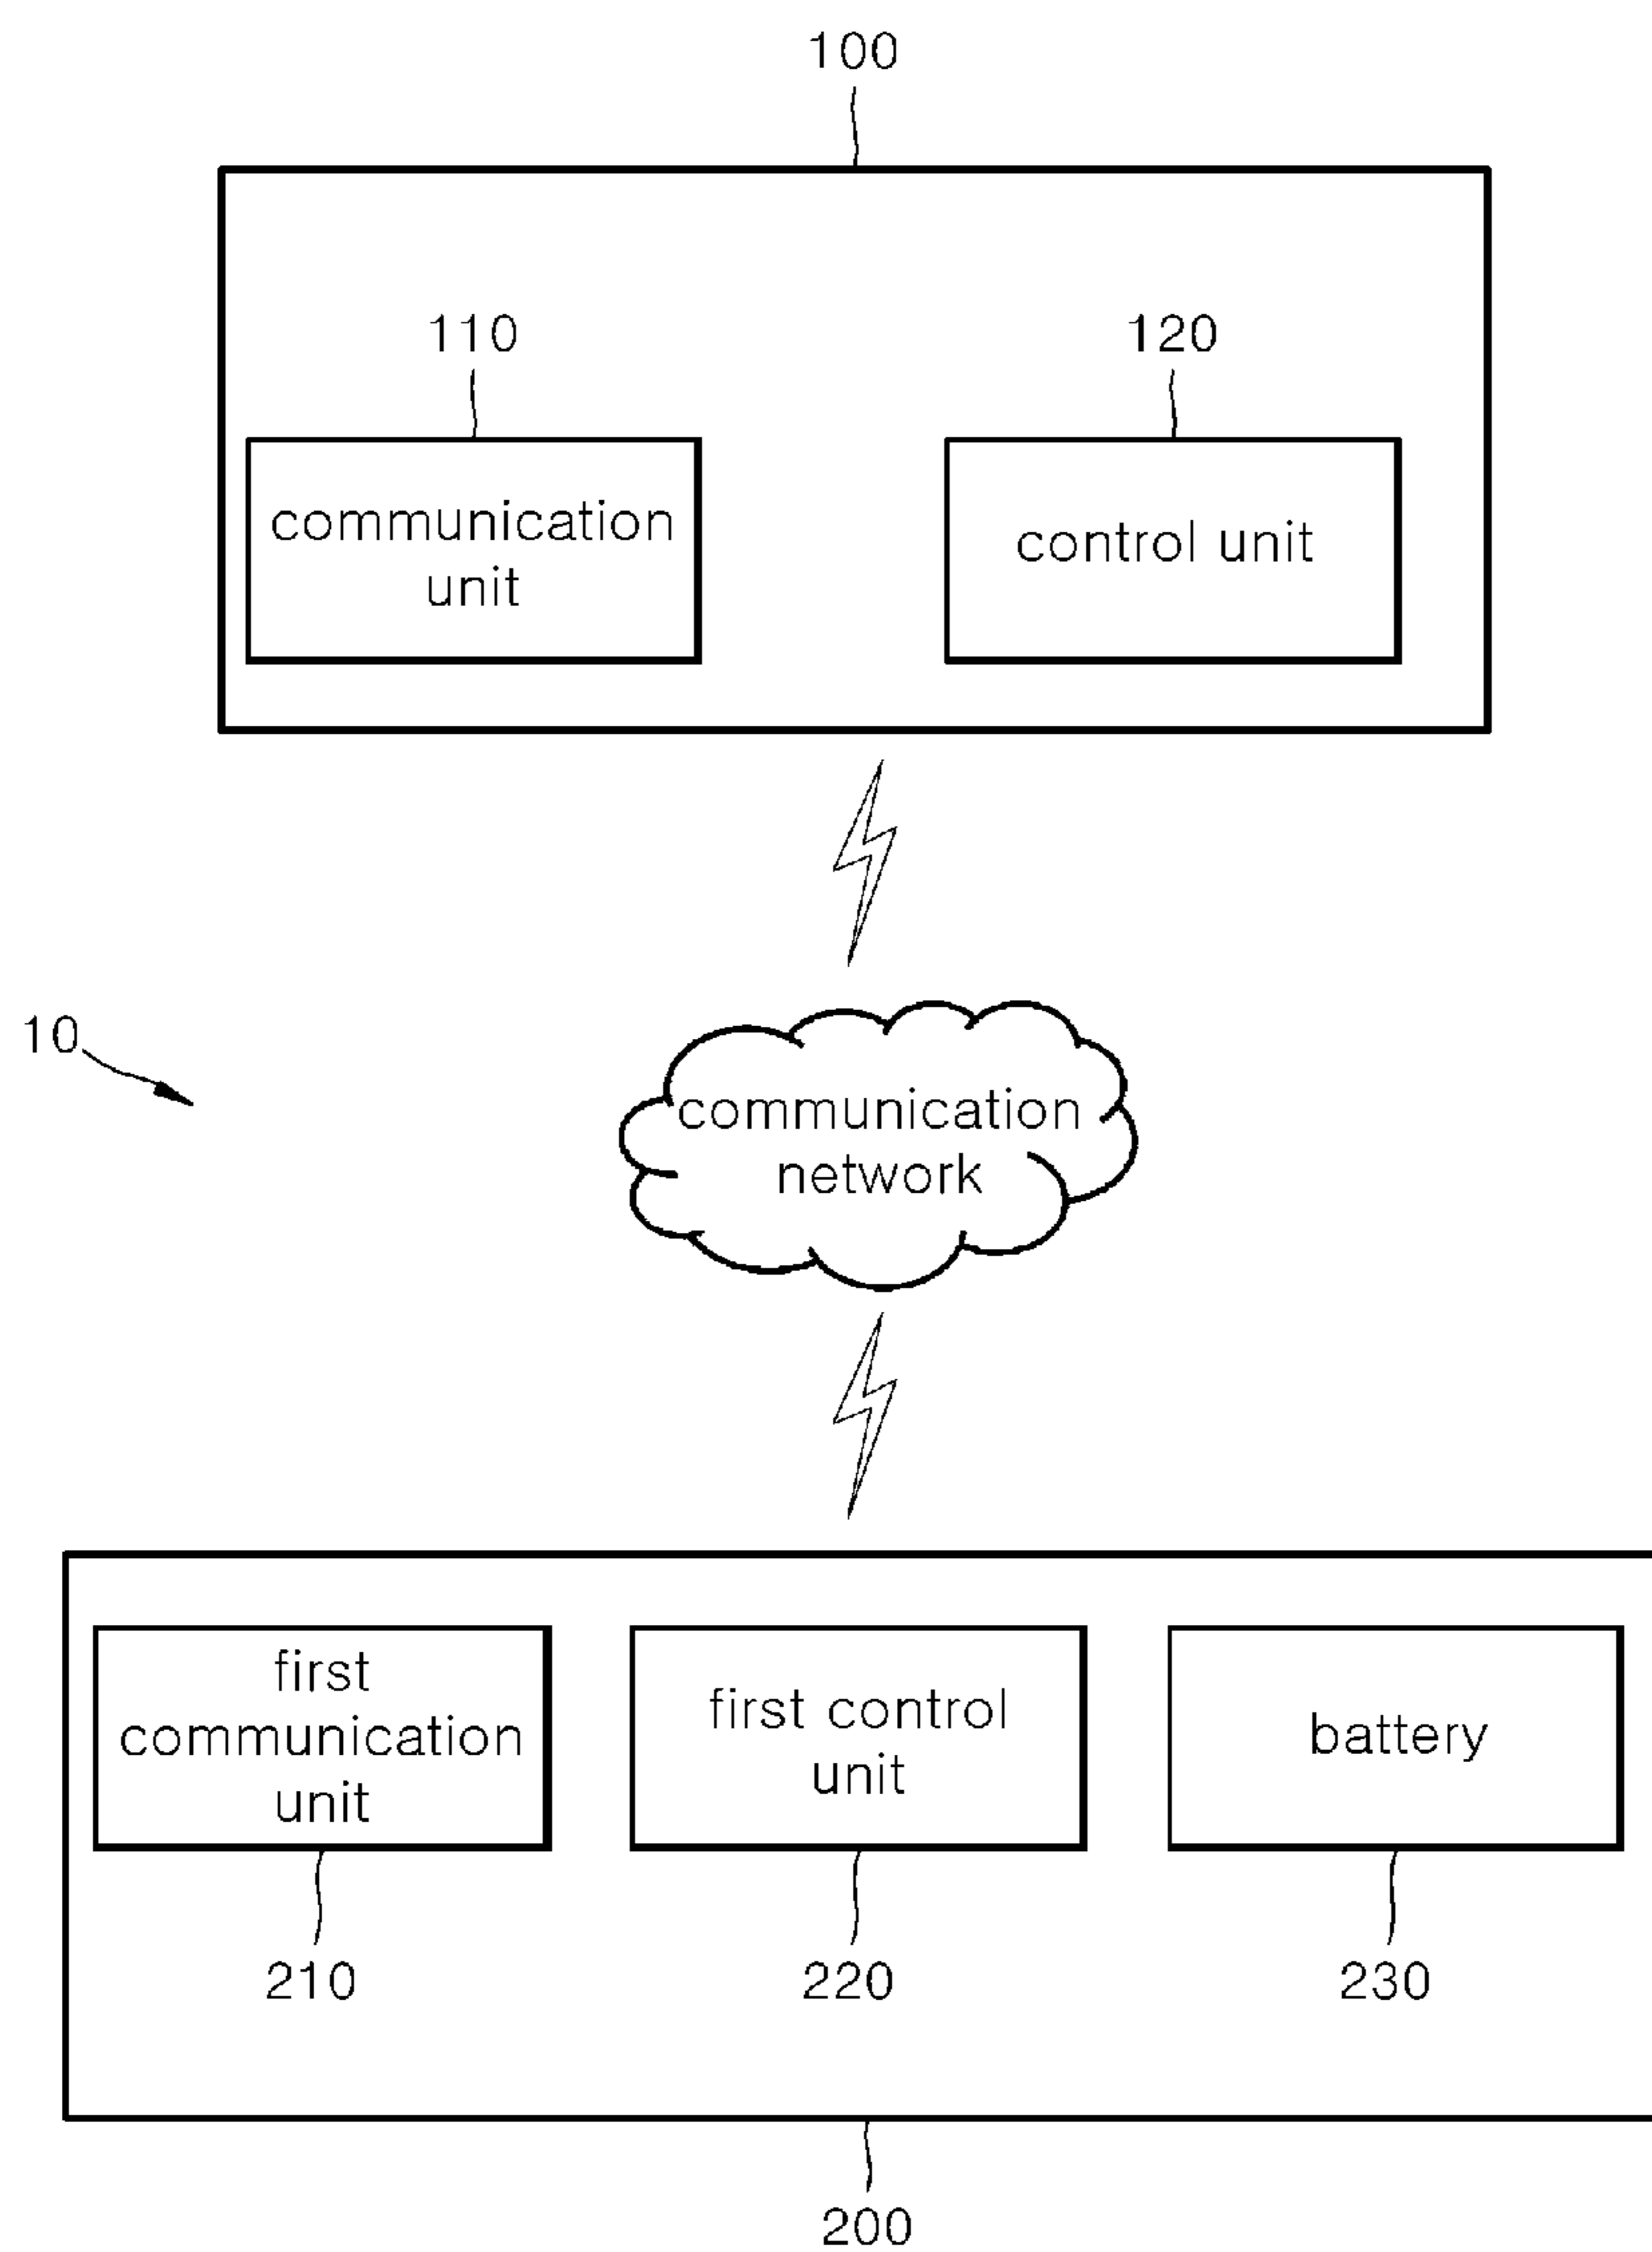 100
110
120
communication
unit
control unit
10
communication
network
first
communication
unit
first control
unit
battery
210
220
230
200